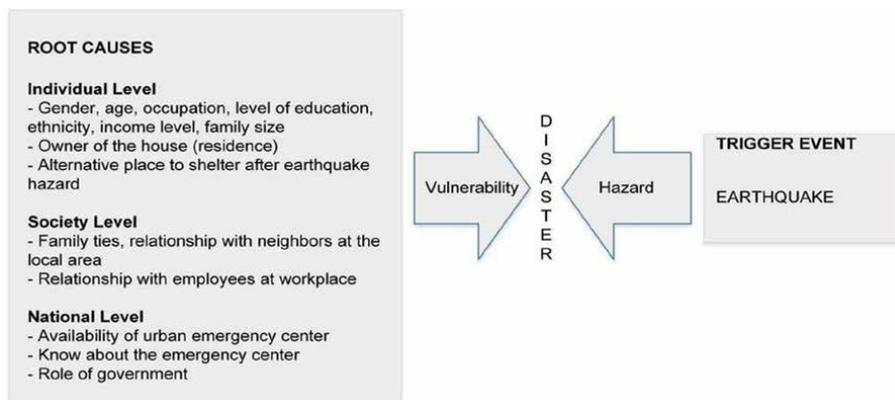 ROOT CAUSES
Individual Level
- Gender, age, occupation, level of education,
ethnicity, income level, family size
- Owner of the house (residence)
- Alternative place to shelter after earthquake
hazard
Society Level
- Family ties, relationship with neighbors at the
local area
- Relationship with employees at workplace
National Level
- Availability of urban emergency center
- Know about the emergency center
- Role of government
Vulnerability
DISASTER
Hazard
TRIGGER EVENT
EARTHQUAKE